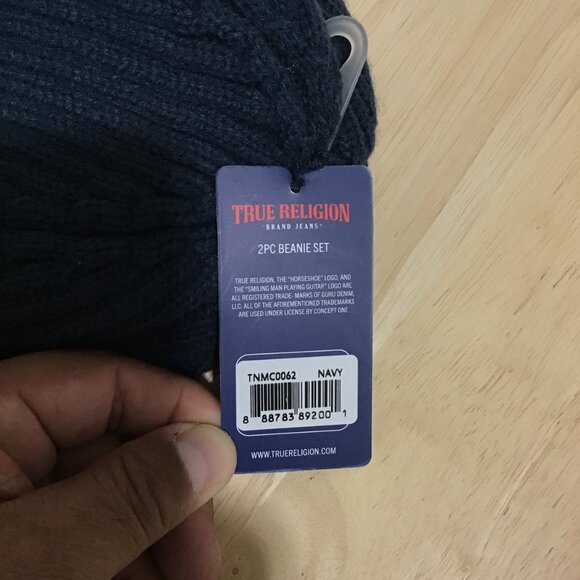 TRUE RELIGION
"BRAND JEANS"
2PC BEANIE SET
TRUE RELIGION, THE "HORSESHOE" LOGO, AND
THE "SMILING MAN PLAYING GUITAR" LOGO ARE
ALL REGISTERED TRADE- MARKS OF GURU DENIM,
LLC. ALL OF THE AFOREMENTIONED TRADEMARKS
ARE USED UNDER LICENSE BY CONCEPT ONE
TNMC0062 NAVY
8 88783 89200 1
WWW.TRUERELIGION.COM